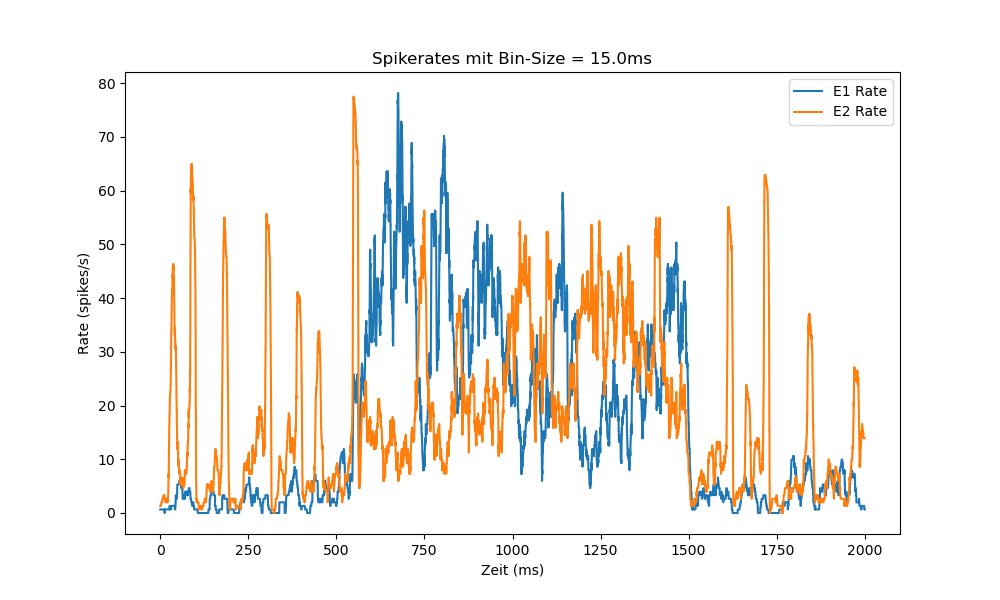 Spikerates mit Bin-Size = 15.0ms
E1 Rate
E2 Rate
Rate (spikes/s)
80
70
60
50
40
30
20
10
0
0 250 500 750 1000 1250 1500 1750 2000
Zeit (ms)